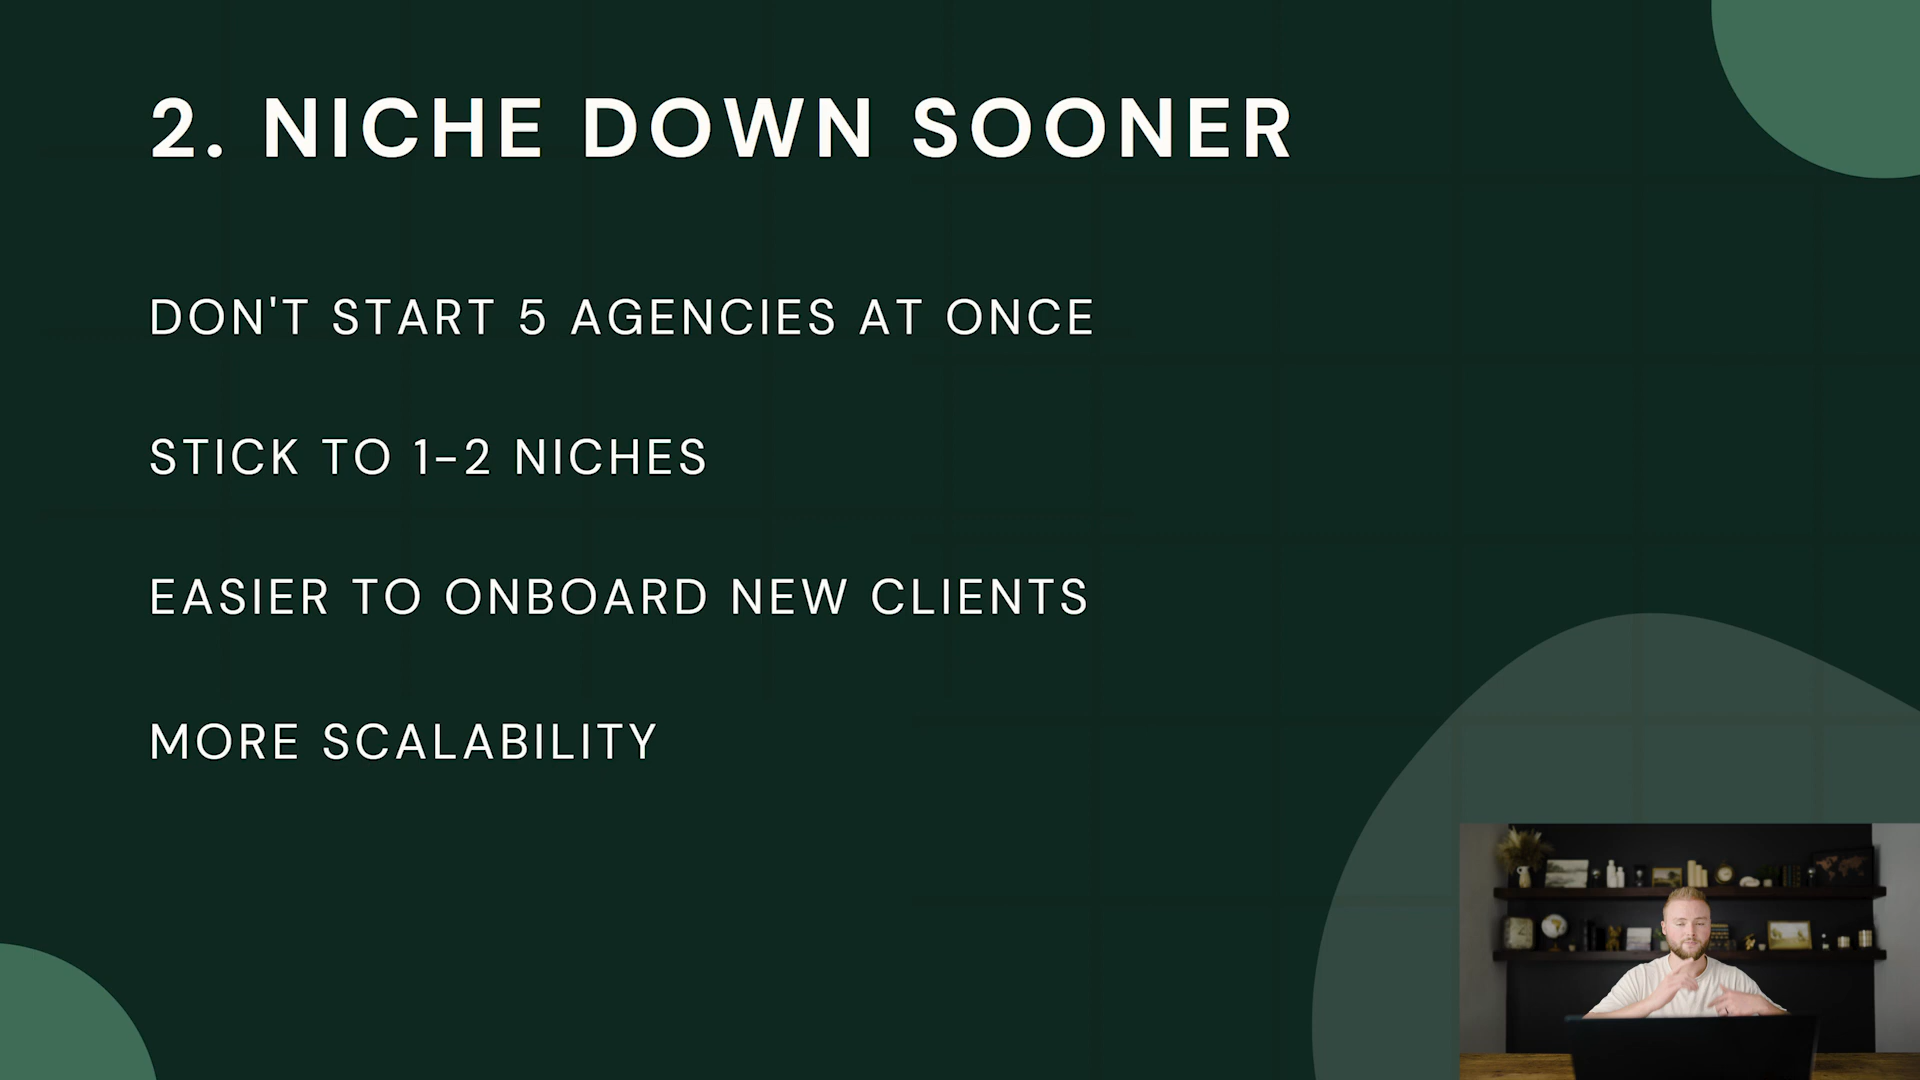 2. NICHE DOWN SOONER
DON'T START 5 AGENCIES AT ONCE
STICK TO 1-2 NICHES
EASIER TO ONBOARD NEW CLIENTS
MORE SCALABILITY